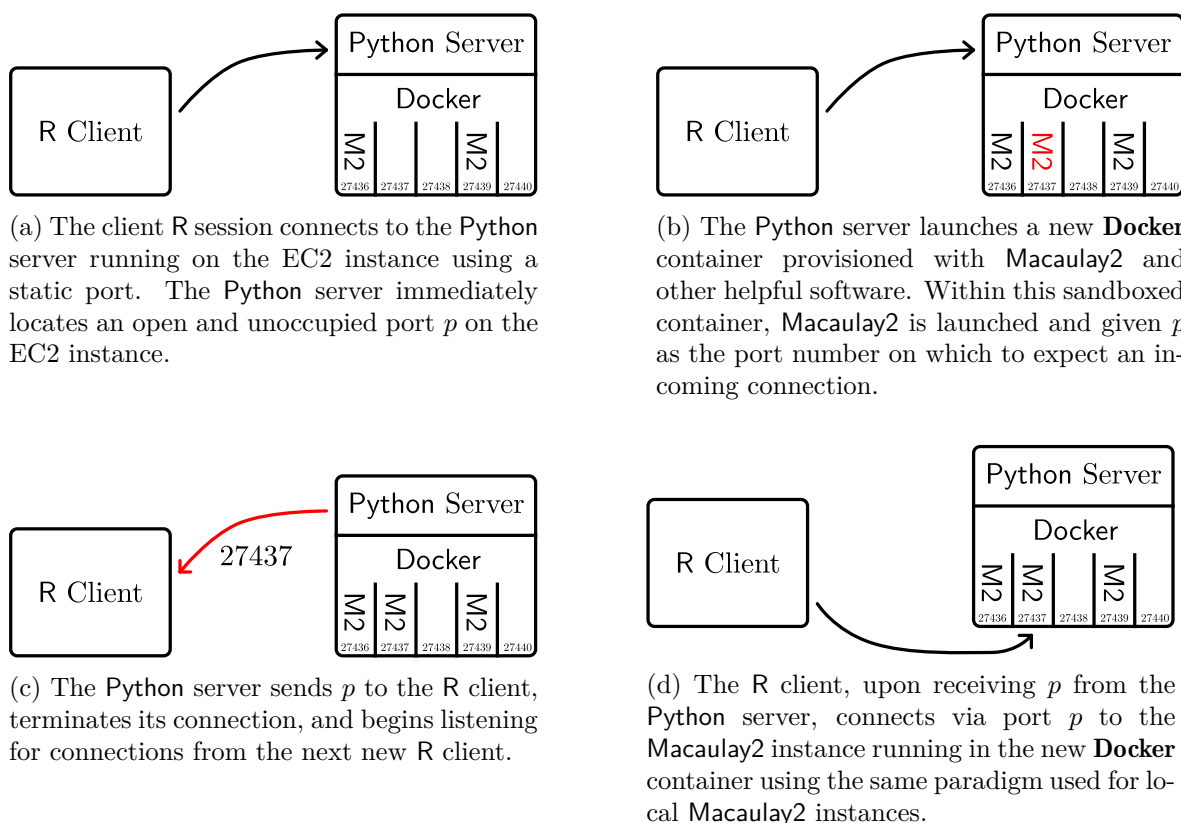 Python Server
R Client
Docker
M2 M2
27436 27437 27438 27439 27440
(a) The client R session connects to the Python
server running on the EC2 instance using a
static port. The Python server immediately
locates an open and unoccupied port p on the
EC2 instance.
Python Server
R Client
Docker
M2 M2 M2
27436 27437 27438 27439 27440
(b) The Python server launches a new Docker
container provisioned with Macaulay2 and
other helpful software. Within this sandboxed
container, Macaulay2 is launched and given p
as the port number on which to expect an in-
coming connection.
Python Server
27437
R Client
Docker
M2 M2 M2
27436 27437 27438 27439 27440
(c) The Python server sends p to the R client,
terminates its connection, and begins listening
for connections from the next new R client.
Python Server
R Client
Docker
M2 M2 M2
27436 27437 27438 27439 27440
(d) The R client, upon receiving p from the
Python server, connects via port p to the
Macaulay2 instance running in the new Docker
container using the same paradigm used for lo-
cal Macaulay2 instances.